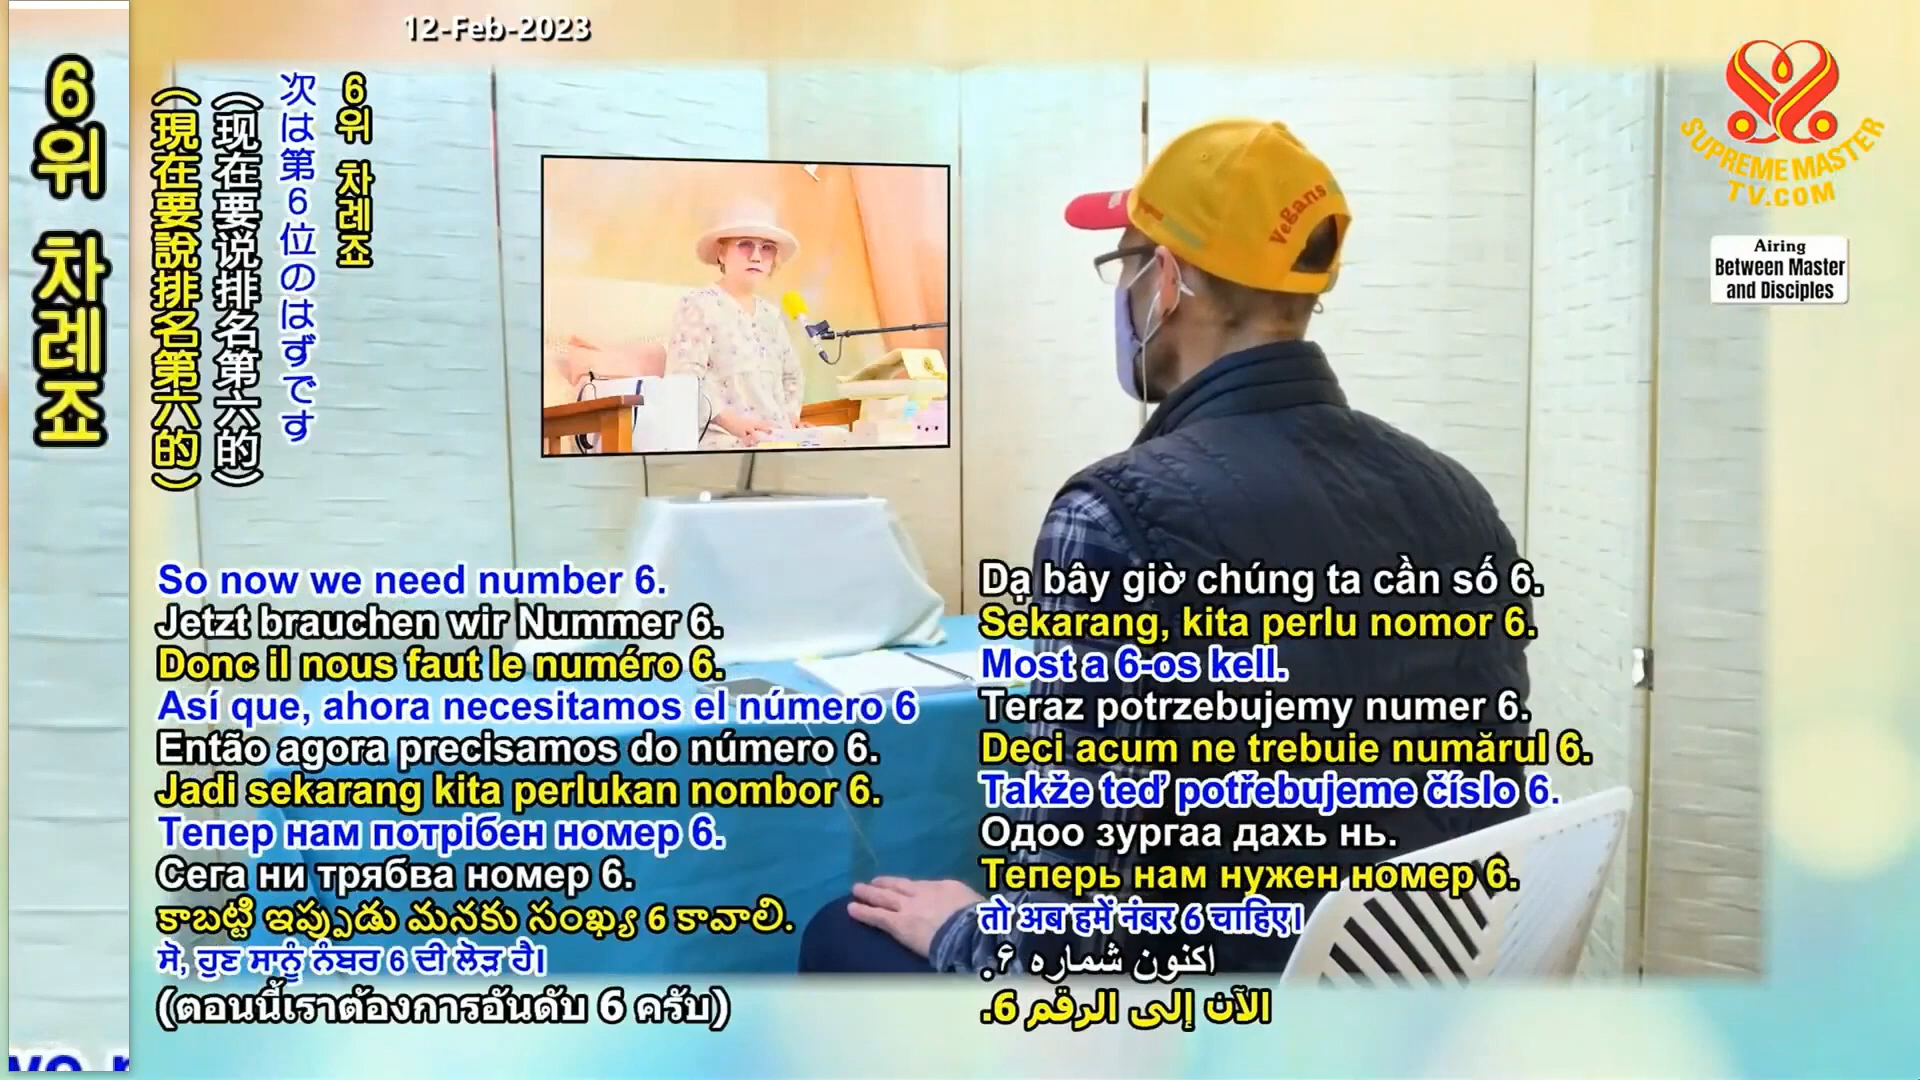 12-Feb-2023
6위 차례죠
6위 차례죠
次は第6位のはずです
(现在要说排名第六的)
(現在要說排名第六的)
SUPREME MASTER
TV.COM
Airing
Between Master
and Disciples
Vegans
So now we need number 6.
Jetzt brauchen wir Nummer 6.
Donc il nous faut le numéro 6.
Así que, ahora necesitamos el número 6
Então agora precisamos do número 6.
Jadi sekarang kita perlukan nombor 6.
Тепер нам потрібен номер 6.
Сега ни трябва номер 6.
కాబట్టి ఇప్పుడు మనకు సంఖ్య 6 కావాలి.
ਸੋ, ਹੁਣ ਸਾਨੂੰ ਨੰਬਰ 6 ਦੀ ਲੋੜ ਹੈ।
(ตอนนี้เราต้องการอันดับ 6 ครับ)
Dạ bây giờ chúng ta cần số 6.
Sekarang, kita perlu nomor 6.
Most a 6-os kell.
Teraz potrzebujemy numer 6.
Deci acum ne trebuie numărul 6.
Takže teď potřebujeme číslo 6.
Одоо зургаа дахь нь.
Теперь нам нужен номер 6.
तो अब हमें नंबर 6 चाहिए।
اکنون شماره ۶.
الآن إلى الرقم 6.